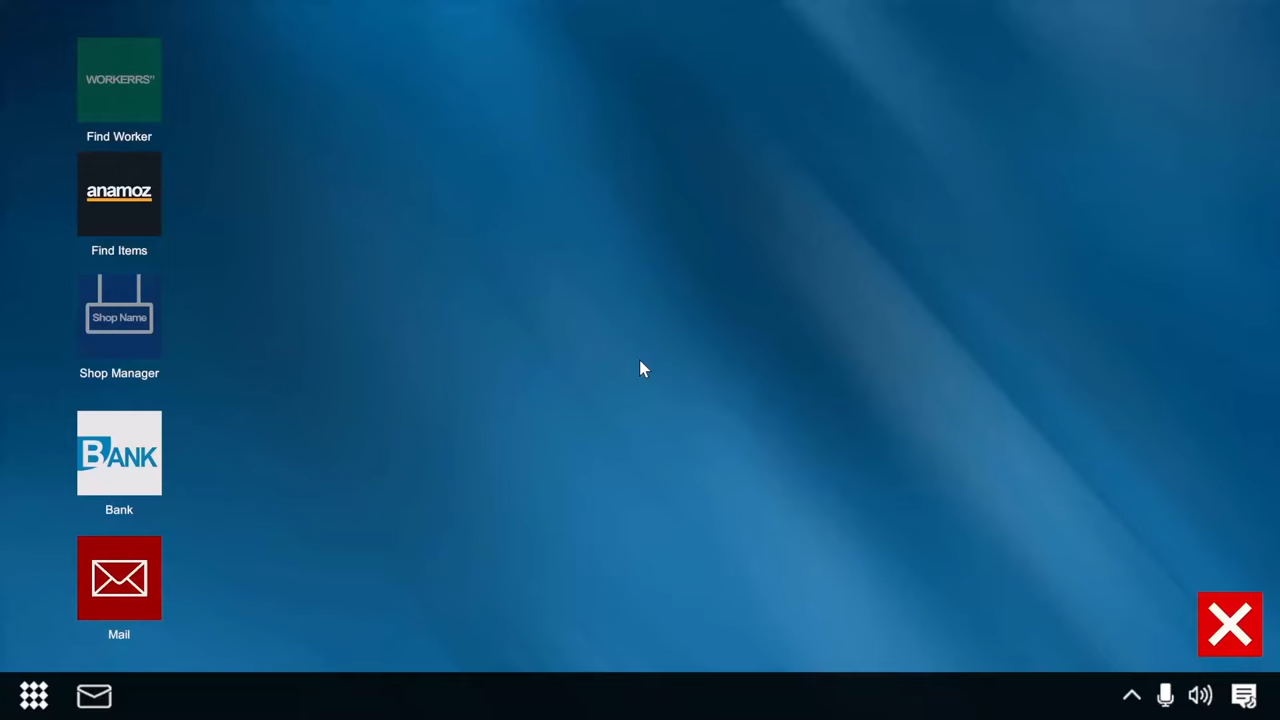 WORKERRS"
Find Worker
anamoz
Find Items
Shop Name
Shop Manager
BANK
Bank
Mail